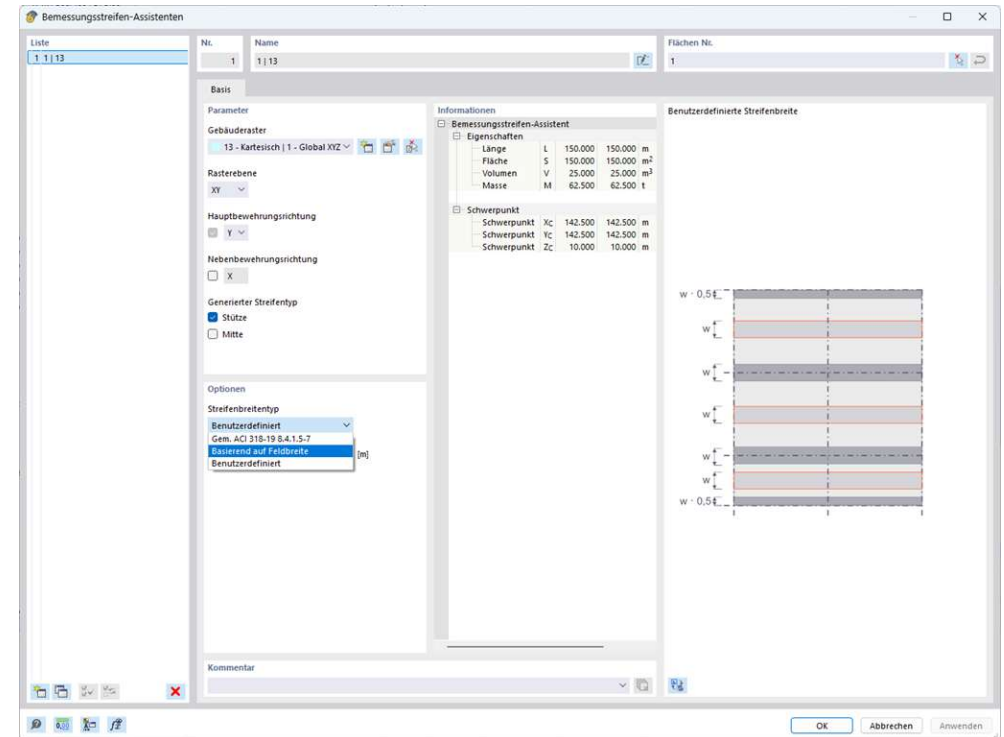 Bemessungsstreifen-Assistenten
Liste
1 1 | 13
Nr.
1
Name
1 | 13
Flächen Nr.
1
Basis
Parameter
Gebäuderaster
13 - Kartesisch | 1 - Global XYZ
Rasterebene
XY
Hauptbewehrungsrichtung
Y
Nebenbewehrungsrichtung
X
Generierter Streifentyp
Stütze
Mitte
Optionen
Streifenbreitentyp
Benutzerdefiniert
Gem. ACI 318-19 8.4.1.5-7
Basierend auf Feldbreite
[m]
Benutzerdefiniert
Informationen
Bemessungsstreifen-Assistent
Eigenschaften
Länge L 150.000 150.000 m
Fläche S 150.000 150.000 m²
Volumen V 25.000 25.000 m³
Masse M 62.500 62.500 t
Schwerpunkt
Schwerpunkt XC 142.500 142.500 m
Schwerpunkt YC 142.500 142.500 m
Schwerpunkt ZC 10.000 10.000 m
Benutzerdefinierte Streifenbreite
w · 0,5
w
w
w
w
w
w · 0,5
Kommentar
OK
Abbrechen
Anwenden